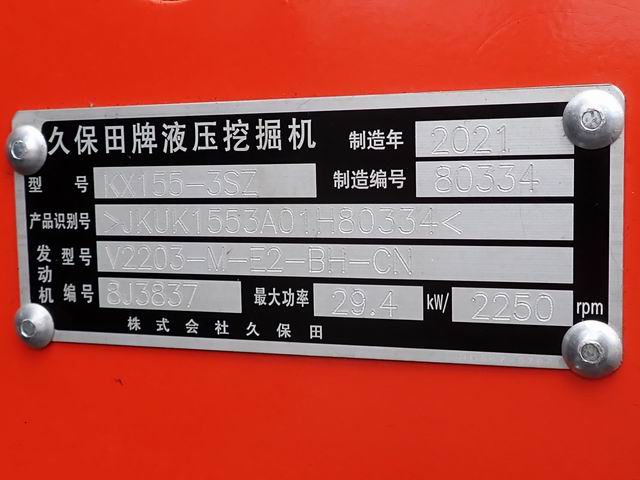 久保田牌液压挖掘机 制造年 2021
型号 KX155-3SZ 制造编号 80334
产品识别号 >JKUK1553A01H80334<
发动机 型号 V2203-M-E2-BH-CN
编号 8J3837 最大功率 29.4 kW/ 2250 rpm
株式会社久保田